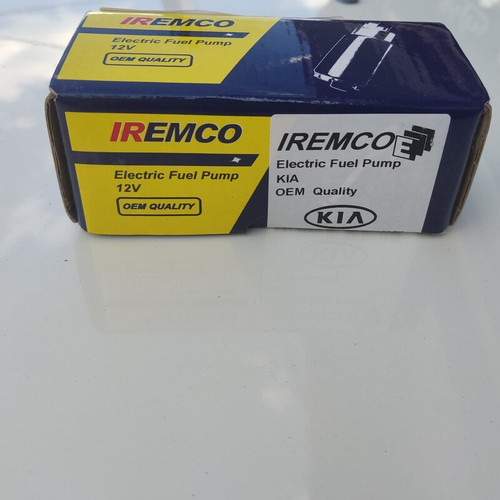 IREMCO
Electric Fuel Pump
12V
OEM QUALITY
IREMCO
Electric Fuel Pump
12V
OEM QUALITY
IREMCO E
Electric Fuel Pump
KIA
OEM Quality
KIA